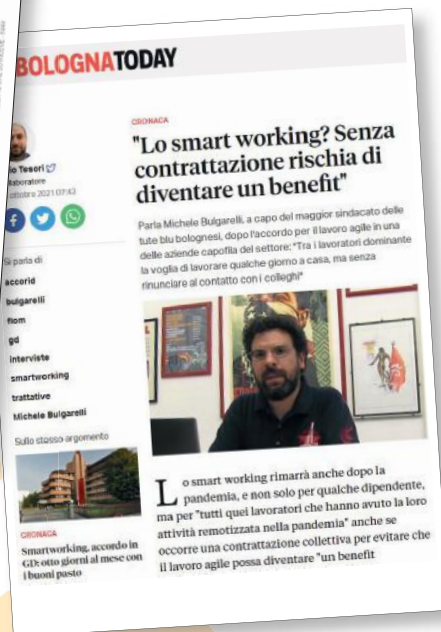 BOLOGNATODAY
Tesori
ottobre 2021 07:43
Si parla di
accordi
bulgarelli
fiom
gd
interviste
smartworking
trattative
Michele Bulgarelli
Sullo stesso argomento
CRONACA
Smartworking, accordo in
GD: otto giorni al mese con
i buoni pasto
CRONACA
"Lo smart working? Senza
contrattazione rischia di
diventare un benefit"
Parla Michele Bulgarelli, a capo del maggior sindacato delle
tute blu bolognesi, dopo l'accordo per il lavoro agile in una
delle aziende capofila del settore: "Tra i lavoratori dominante
la voglia di lavorare qualche giorno a casa, ma senza
rinunciare al contatto con i colleghi"
Lo smart working rimarrà anche dopo la
pandemia, e non solo per qualche dipendente,
ma per "tutti quei lavoratori che hanno avuto la loro
attività remotizzata nella pandemia" anche se
occorre una contrattazione collettiva per evitare che
il lavoro agile possa diventare "un benefit